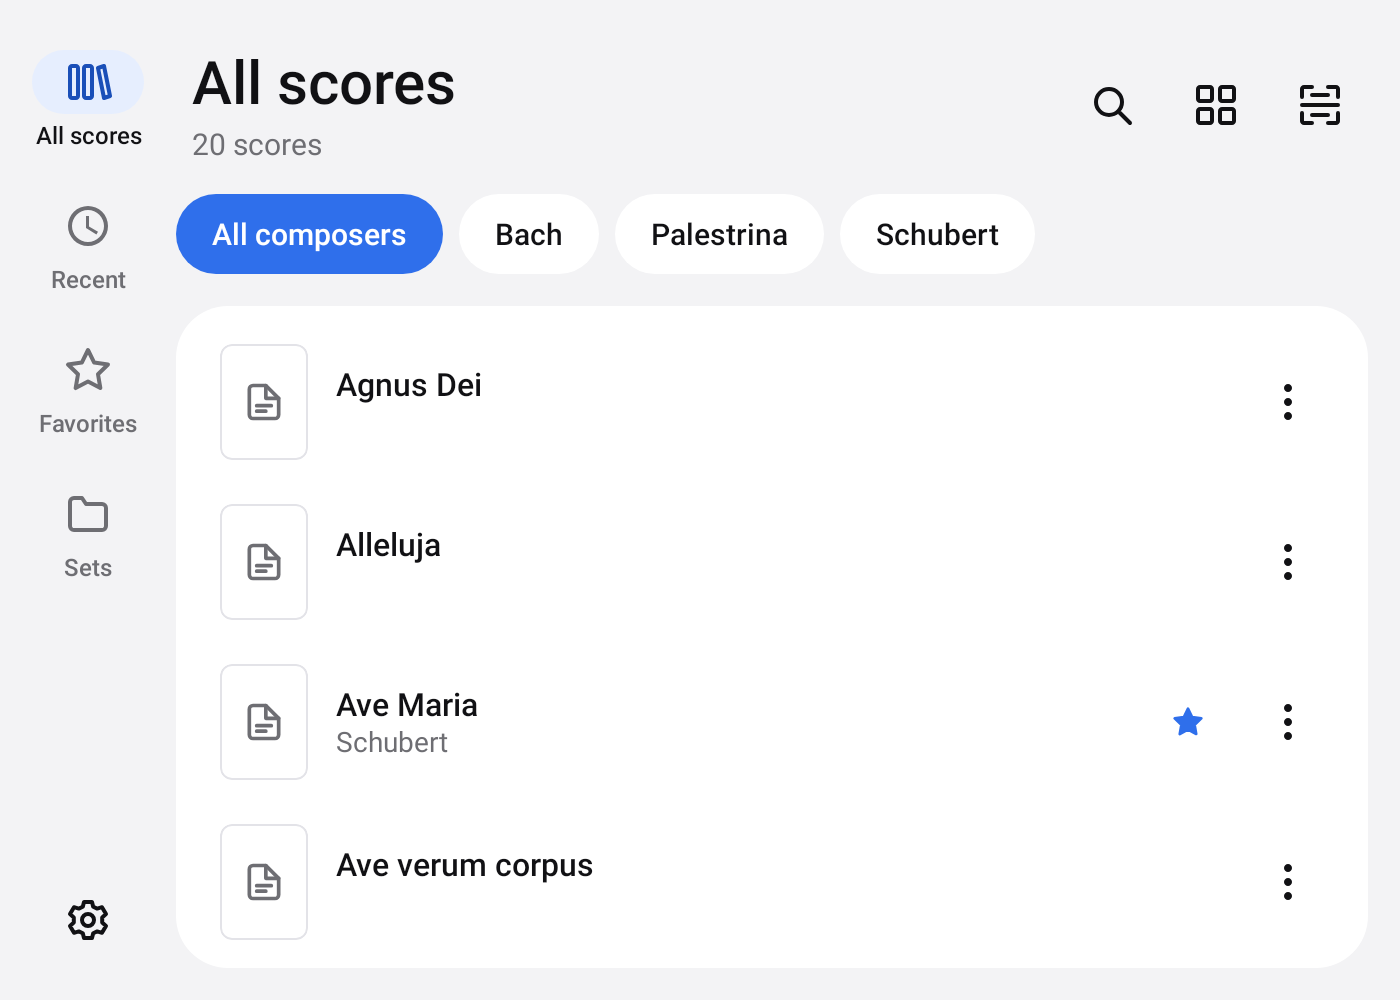 All scores
20 scores
All scores
Recent
Favorites
Sets
All composers
Bach
Palestrina
Schubert
Agnus Dei
Alleluja
Ave Maria
Schubert
Ave verum corpus